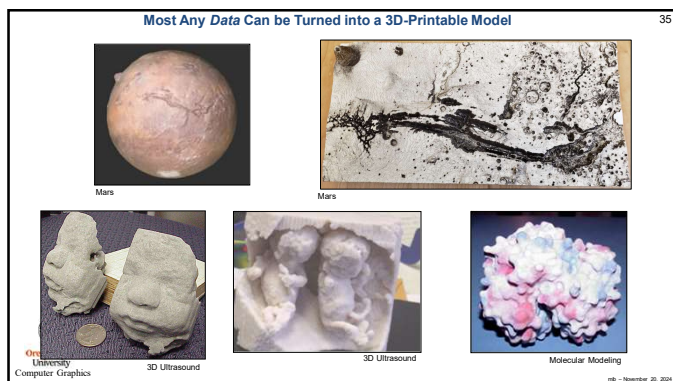 Most Any Data Can be Turned into a 3D-Printable Model
35
Mars
Mars
3D Ultrasound
3D Ultrasound
Molecular Modeling
University
Computer Graphics
mb – November 20, 2024